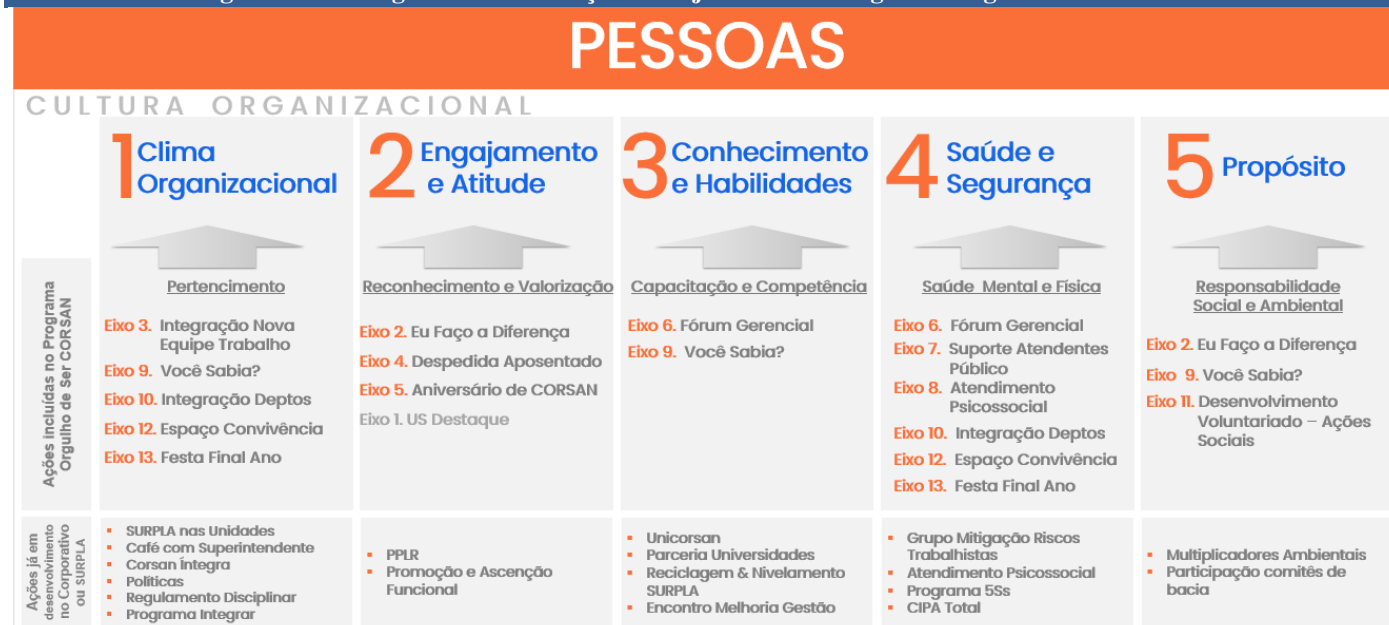 PESSOAS
CULTURA ORGANIZACIONAL
1 Clima
Organizacional
2 Engajamento
e Atitude
3 Conhecimento
e Habilidades
4 Saúde e
Segurança
5 Propósito
Ações incluídas no Programa
Orgulho de Ser CORSAN
Pertencimento
Eixo 3. Integração Nova
Equipe Trabalho
Eixo 9. Você Sabia?
Eixo 10. Integração Deptos
Eixo 12. Espaço Convivência
Eixo 13. Festa Final Ano
Reconhecimento e Valorização
Eixo 2. Eu Faço a Diferença
Eixo 4. Despedida Aposentado
Eixo 5. Aniversário de CORSAN
Eixo 1. US Destaque
Capacitação e Competência
Eixo 6. Fórum Gerencial
Eixo 9. Você Sabia?
Saúde Mental e Física
Eixo 6. Fórum Gerencial
Eixo 7. Suporte Atendentes
Público
Eixo 8. Atendimento
Psicossocial
Eixo 10. Integração Deptos
Eixo 12. Espaço Convivência
Eixo 13. Festa Final Ano
Responsabilidade
Social e Ambiental
Eixo 2. Eu Faço a Diferença
Eixo 9. Você Sabia?
Eixo 11. Desenvolvimento
Voluntariado – Ações
Sociais
Ações já em
desenvolvimento
no Corporativo
ou SURPLA
▪ SURPLA nas Unidades
▪ Café com Superintendente
▪ Corsan Íntegra
▪ Políticas
▪ Regulamento Disciplinar
▪ Programa Integrar
▪ PPLR
▪ Promoção e Ascenção
Funcional
▪ Unicorsan
▪ Parceria Universidades
▪ Reciclagem & Nivelamento
SURPLA
▪ Encontro Melhoria Gestão
▪ Grupo Mitigação Riscos
Trabalhistas
▪ Atendimento Psicossocial
▪ Programa 5Ss
▪ CIPA Total
▪ Multiplicadores Ambientais
▪ Participação comitês de
bacia